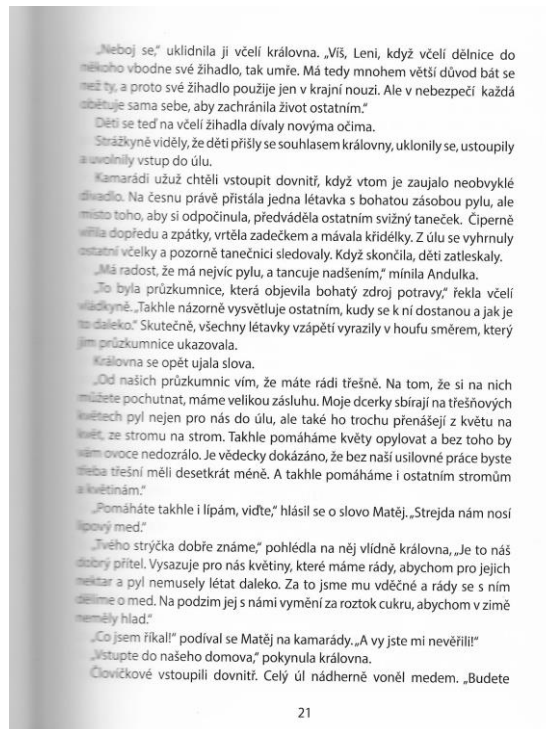 „Neboj se,“ uklidnila ji včelí královna. „Víš, Leni, když včelí dělnice do
někoho vbodne své žihadlo, tak umře. Má tedy mnohem větší důvod bát se
než ty, a proto své žihadlo použije jen v krajní nouzi. Ale v nebezpečí každá
obětuje sama sebe, aby zachránila život ostatním.“
Děti se teď na včelí žihadla dívaly novýma očima.
Strážkyně viděly, že děti přišly se souhlasem královny, uklonily se, ustoupily
a uvolnily vstup do úlu.
Kamarádi užuž chtěli vstoupit dovnitř, když vtom je zaujalo neobvyklé
divadlo. Na česnu právě přistála jedna létavka s bohatou zásobou pylu, ale
místo toho, aby si odpočinula, předváděla ostatním svižný taneček. Čiperně
vířila dopředu a zpátky, vrtěla zadečkem a mávala křidélky. Z úlu se vyhrnuly
ostatní včelky a pozorně tanečnici sledovaly. Když skončila, děti zatleskaly.
„Má radost, že má nejvíc pylu, a tancuje nadšením,“ mínila Andulka.
„To byla průzkumnice, která objevila bohatý zdroj potravy,“ řekla včelí
vládkyně. „Takhle názorně vysvětluje ostatním, kudy se k ní dostanou a jak je
to daleko.“ Skutečně, všechny létavky vzápětí vyrazily v houfu směrem, který
jim průzkumnice ukazovala.
Královna se opět ujala slova.
„Od našich průzkumnic vím, že máte rádi třešně. Na tom, že si na nich
můžete pochutnat, máme velikou zásluhu. Moje dcerky sbírají na třešňových
květech pyl nejen pro nás do úlu, ale také ho trochu přenášejí z květu na
květ, ze stromu na strom. Takhle pomáháme květy opylovat a bez toho by
vám ovoce nedozrálo. Je vědecky dokázáno, že bez naší usilovné práce byste
třeba třešní měli desetkrát méně. A takhle pomáháme i ostatním stromům
a květinám.“
„Pomáháte takhle i lípám, viďte,“ hlásil se o slovo Matěj. „Strejda nám nosí
lipový med.“
„Tvého strýčka dobře známe,“ pohlédla na něj vlídně královna, „Je to náš
dobrý přítel. Vysazuje pro nás květiny, které máme rády, abychom pro jejich
nektar a pyl nemusely létat daleko. Za to jsme mu vděčné a rády se s ním
dělíme o med. Na podzim jej s námi vymění za roztok cukru, abychom v zimě
neměly hlad.“
„Co jsem říkal!“ podíval se Matěj na kamarády. „A vy jste mi nevěřili!“
„Vstupte do našeho domova,“ pokynula královna.
Človíčkové vstoupili dovnitř. Celý úl nádherně voněl medem. „Budete
21